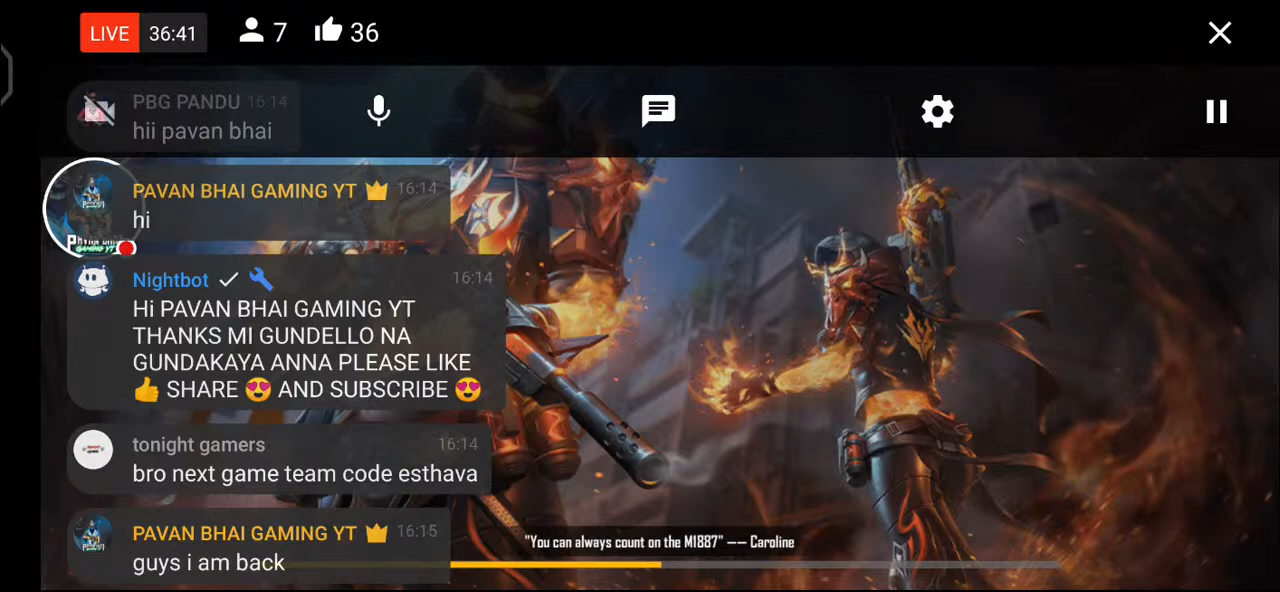 LIVE 36:41 7 36
PBG PANDU 16:14
hii pavan bhai
PAVAN BHAI GAMING YT 16:14
hi
GAMING YT
Nightbot 16:14
Hi PAVAN BHAI GAMING YT
THANKS MI GUNDELLO NA
GUNDAKAYA ANNA PLEASE LIKE
👍 SHARE 😍 AND SUBSCRIBE 😍
tonight gamers 16:14
bro next game team code esthava
PAVAN BHAI GAMING YT 16:15
guys i am back
"You can always count on the M1887" —— Caroline